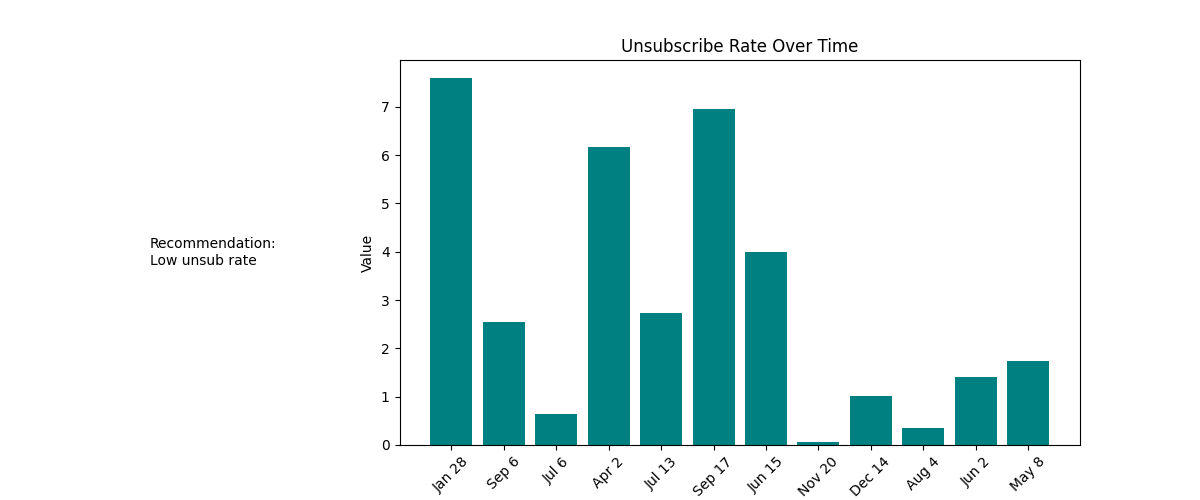 Unsubscribe Rate Over Time
Recommendation:
Low unsub rate
Value
7
6
5
4
3
2
1
0
Jan 28
Sep 6
Jul 6
Apr 2
Jul 13
Sep 17
Jun 15
Nov 20
Dec 14
Aug 4
Jun 2
May 8